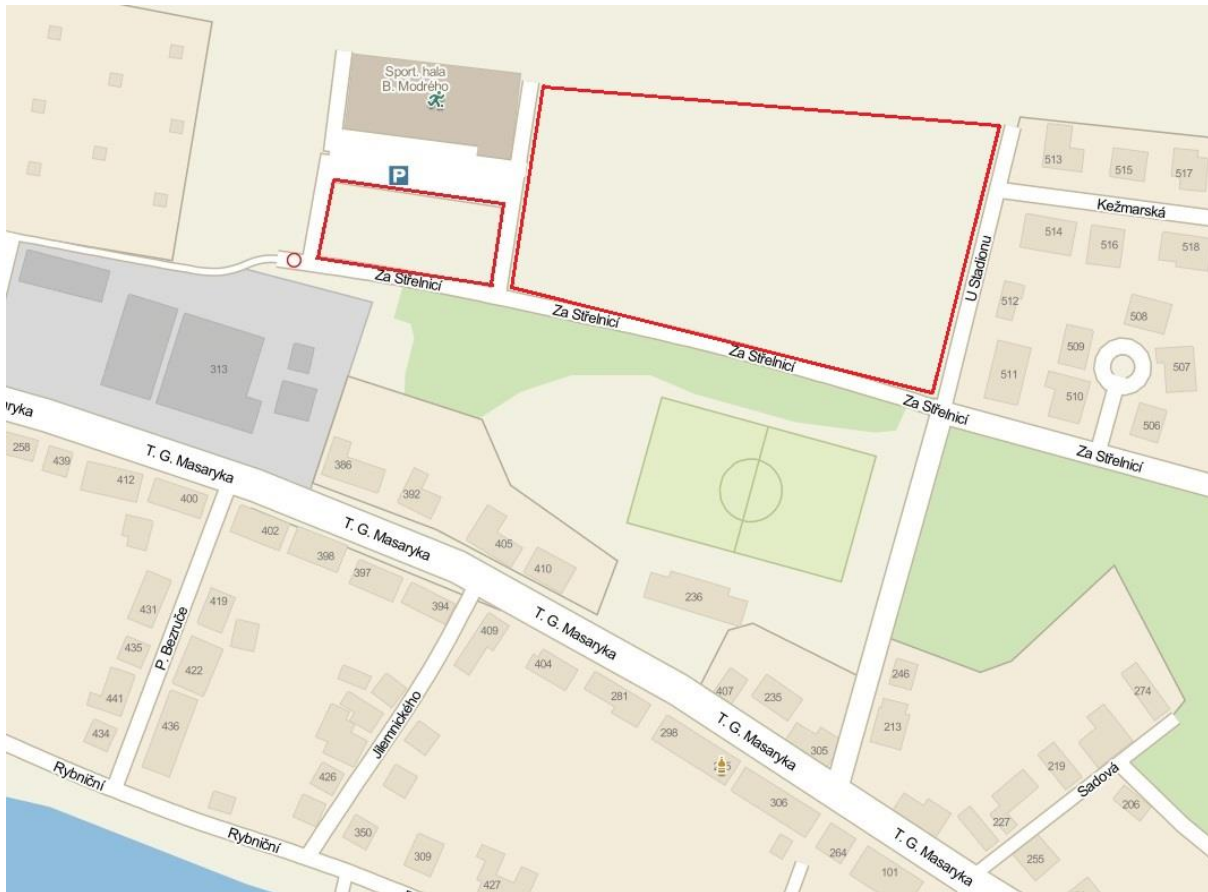 Sport. hala
B. Modrého
P
513
515
517
Kežmarská
514
516
518
U Stadionu
Za Střelnicí
Za Střelnicí
Za Střelnicí
Za Střelnicí
Za Střelnicí
512
508
509
507
511
510
506
313
T. G. Masaryka
T. G. Masaryka
T. G. Masaryka
T. G. Masaryka
T. G. Masaryka
258
439
412
400
386
392
405
410
402
398
397
394
236
P. Bezruče
431
419
435
422
441
434
436
409
404
281
298
407
235
305
246
213
274
Jilemnického
426
Rybniční
Rybniční
350
309
427
306
264
101
219
227
206
255
Sadová